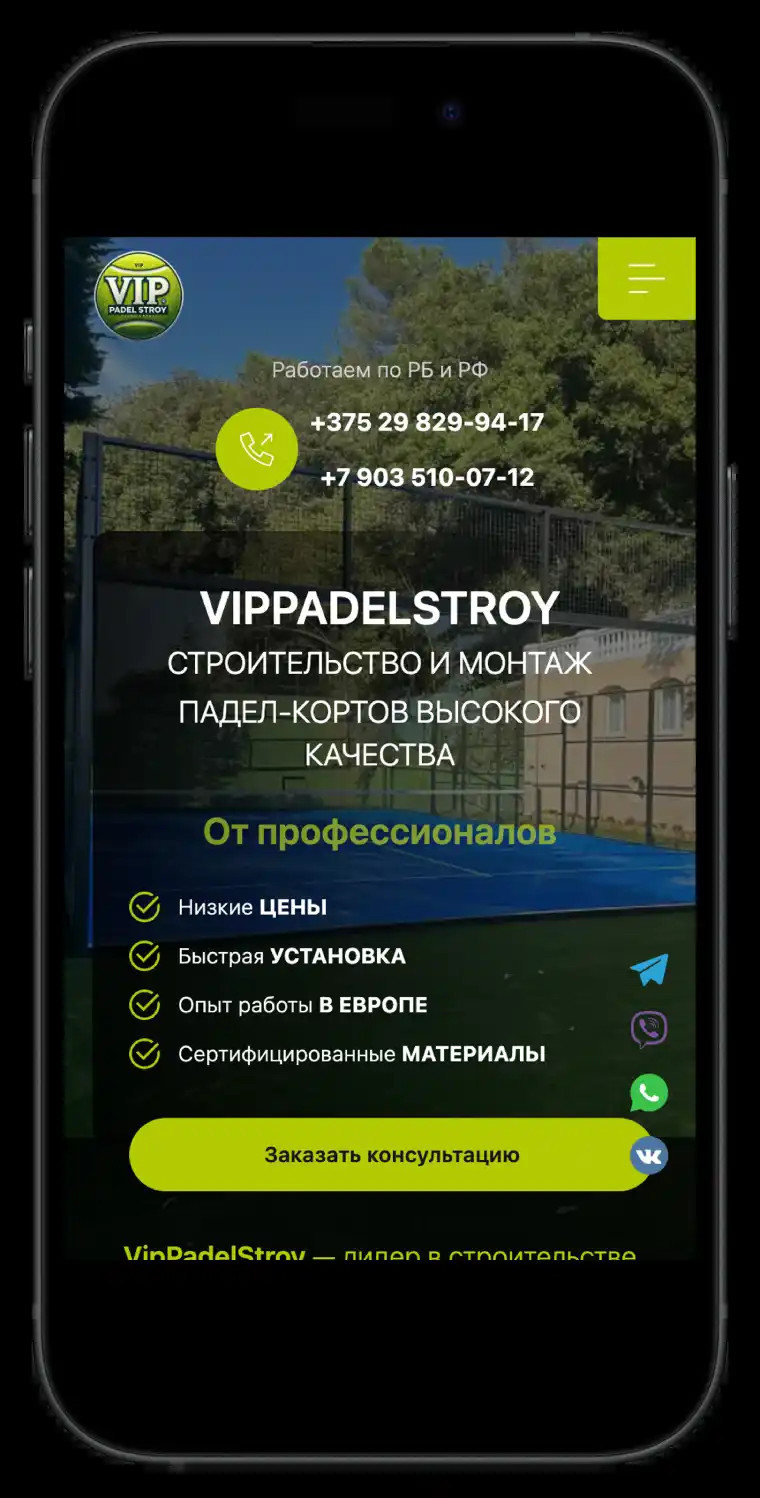 VIP
VIP
PADEL STROY
Работаем по РБ и РФ
+375 29 829-94-17
+7 903 510-07-12
VIPPADELSTROY
СТРОИТЕЛЬСТВО И МОНТАЖ
ПАДЕЛ-КОРТОВ ВЫСОКОГО
КАЧЕСТВА
От профессионалов
Низкие ЦЕНЫ
Быстрая УСТАНОВКА
Опыт работы В ЕВРОПЕ
Сертифицированные МАТЕРИАЛЫ
Заказать консультацию
VipPadelStroy — лидер в строительстве